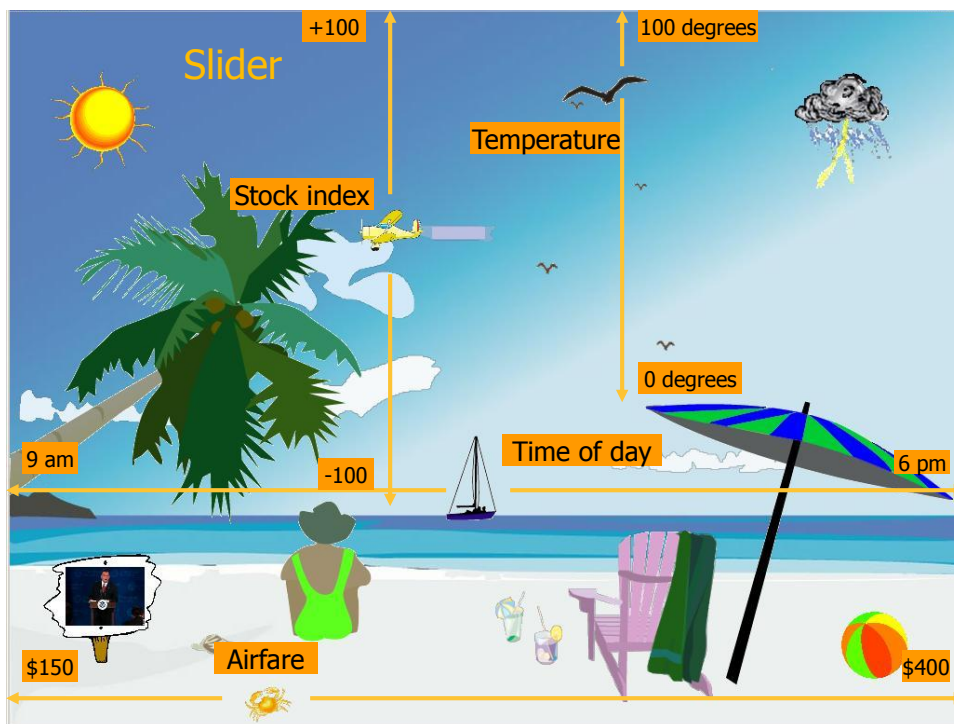 +100
100 degrees
Slider
Temperature
Stock index
0 degrees
9 am
Time of day
6 pm
-100
$150
Airfare
$400